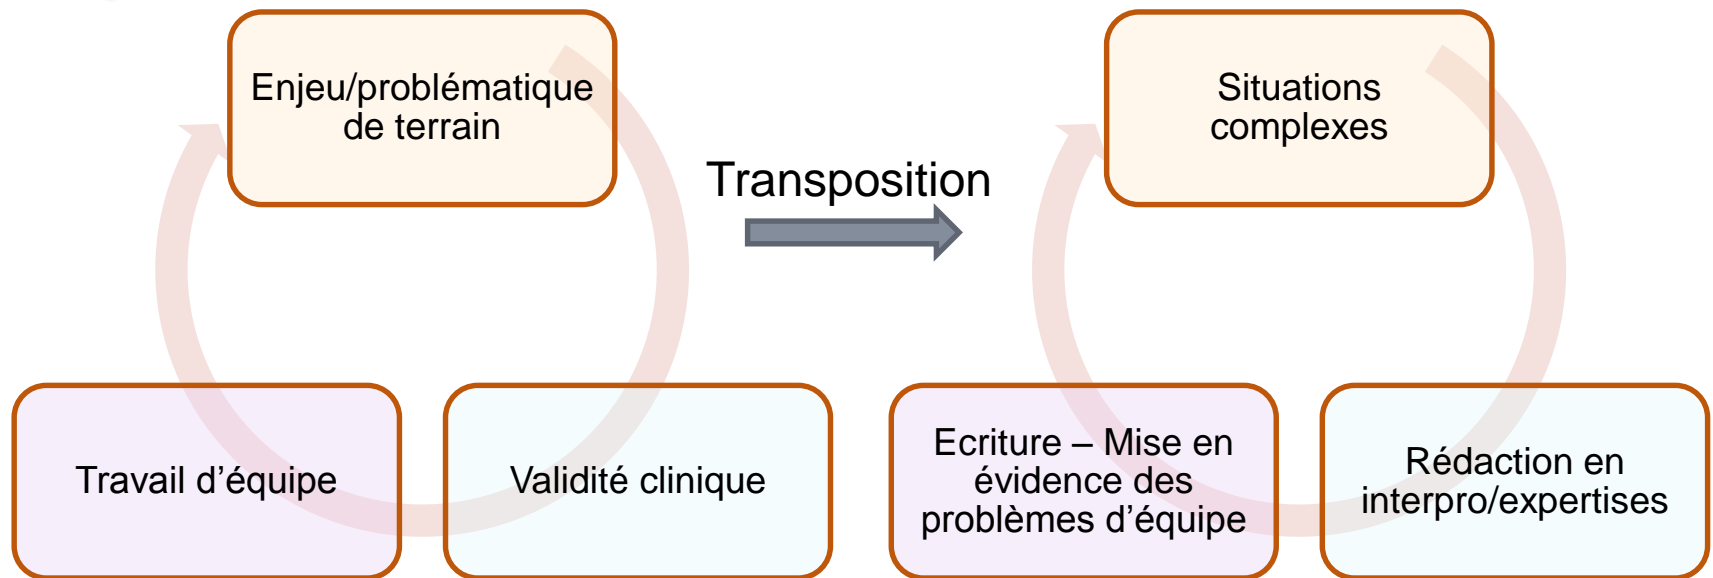 Enjeu/problématique
de terrain
Situations
complexes
Transposition
Travail d’équipe
Validité clinique
Ecriture – Mise en
évidence des
problèmes d’équipe
Rédaction en
interpro/expertises